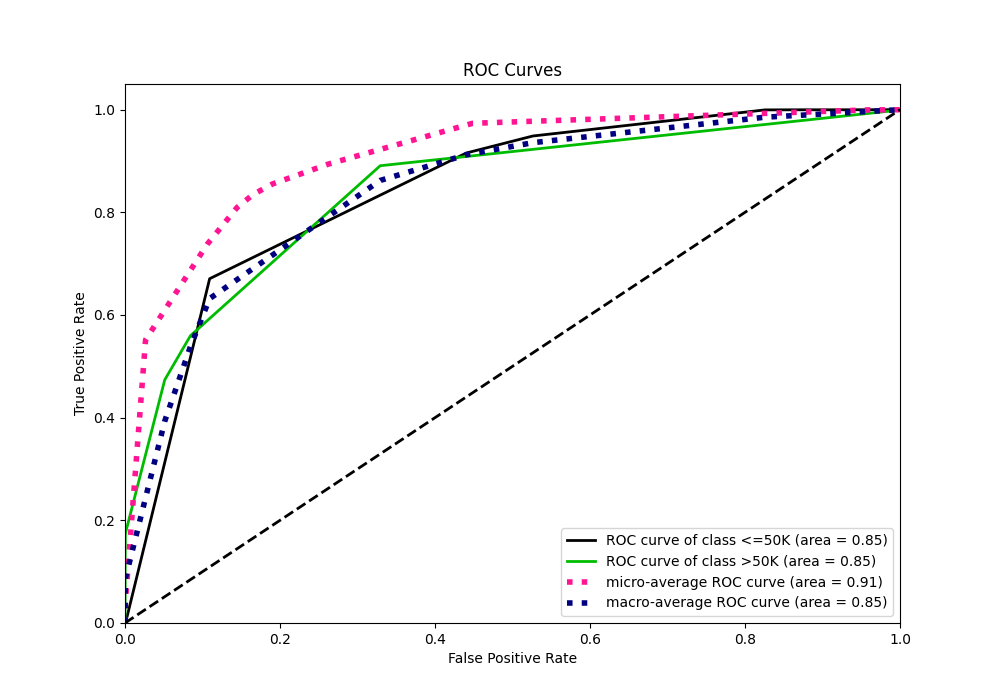 ROC Curves
True Positive Rate
1.0
0.8
0.6
0.4
0.2
0.0
0.0 0.2 0.4 0.6 0.8 1.0
False Positive Rate
ROC curve of class <=50K (area = 0.85)
ROC curve of class >50K (area = 0.85)
micro-average ROC curve (area = 0.91)
macro-average ROC curve (area = 0.85)